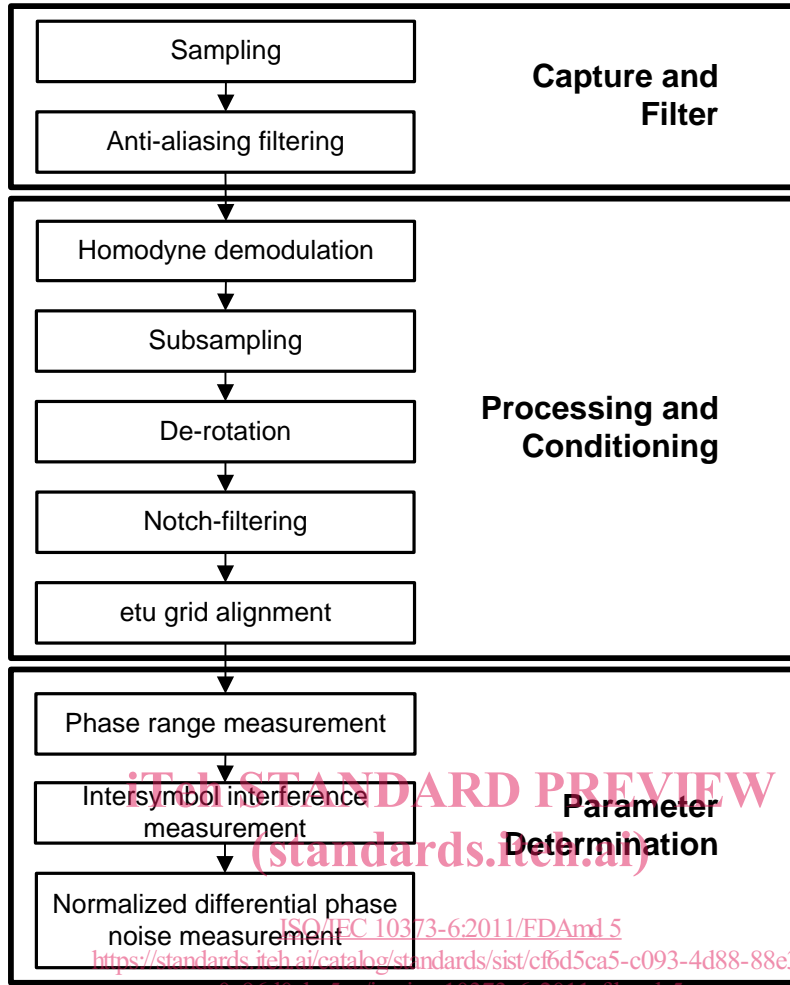 Sampling
Anti-aliasing filtering
Capture and
Filter
Homodyne demodulation
Subsampling
De-rotation
Notch-filtering
etu grid alignment
Processing and
Conditioning
Phase range measurement
Intersymbol interference
measurement
Normalized differential phase
noise measurement
Parameter
Determination
iTeh STANDARD PREVIEW
(standards.iteh.ai)
ISO/IEC 10373-6:2011/FDAmd 5
https://standards.iteh.ai/catalog/standards/sist/cf6d5ca5-c093-4d88-88e3